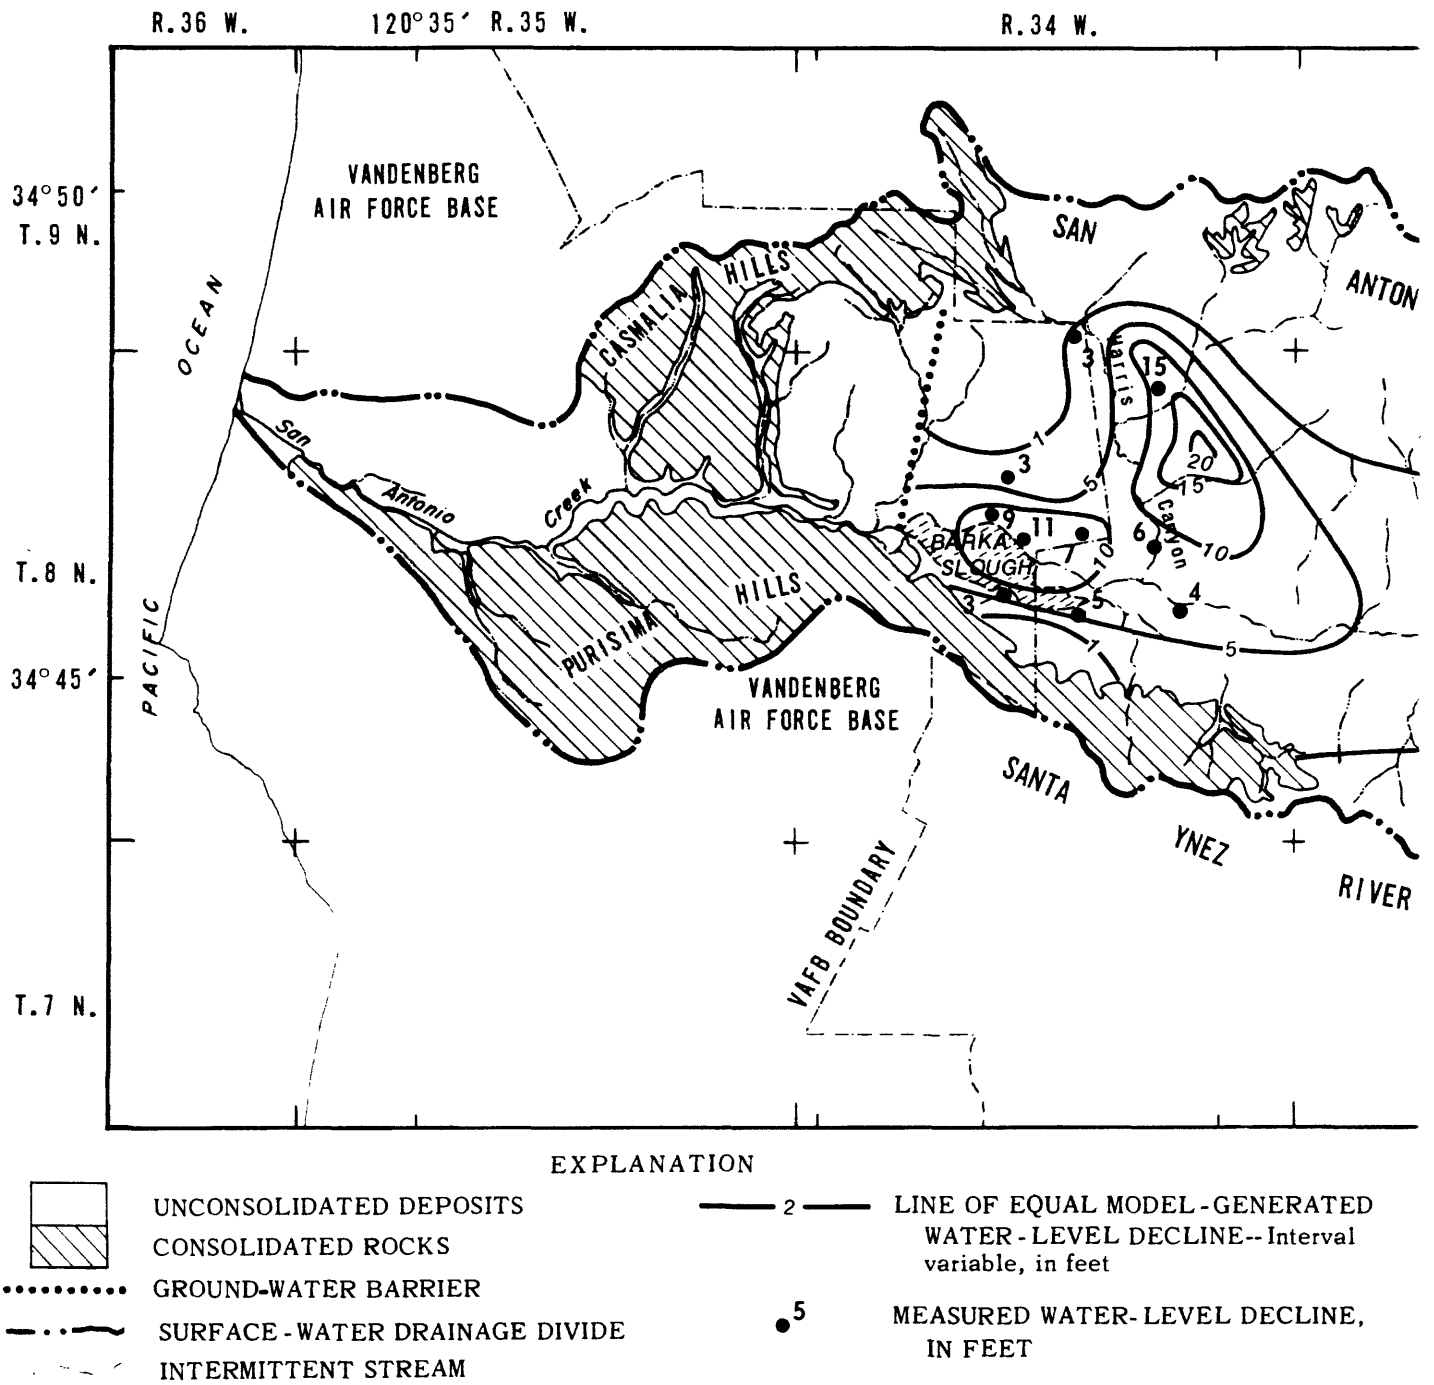 R.36 W.
120°35′ R.35 W.
R.34 W.
34°50′
T.9 N.
VANDENBERG
AIR FORCE BASE
SAN
ANTON
HILLS
CASMALIA
OCEAN
3
Harris
15
1
20
15
3
5
San
Antonio
Creek
9
11
7
10
6
Canyon
10
BARKA
SLOUGH
T.8 N.
HILLS
PURISIMA
3
5
4
1
5
PACIFIC
34°45′
VANDENBERG
AIR FORCE BASE
SANTA
YNEZ
RIVER
VAFB BOUNDARY
T.7 N.
EXPLANATION
UNCONSOLIDATED DEPOSITS
CONSOLIDATED ROCKS
GROUND-WATER BARRIER
SURFACE-WATER DRAINAGE DIVIDE
INTERMITTENT STREAM
2
LINE OF EQUAL MODEL-GENERATED
WATER-LEVEL DECLINE--Interval
variable, in feet
5
MEASURED WATER-LEVEL DECLINE,
IN FEET